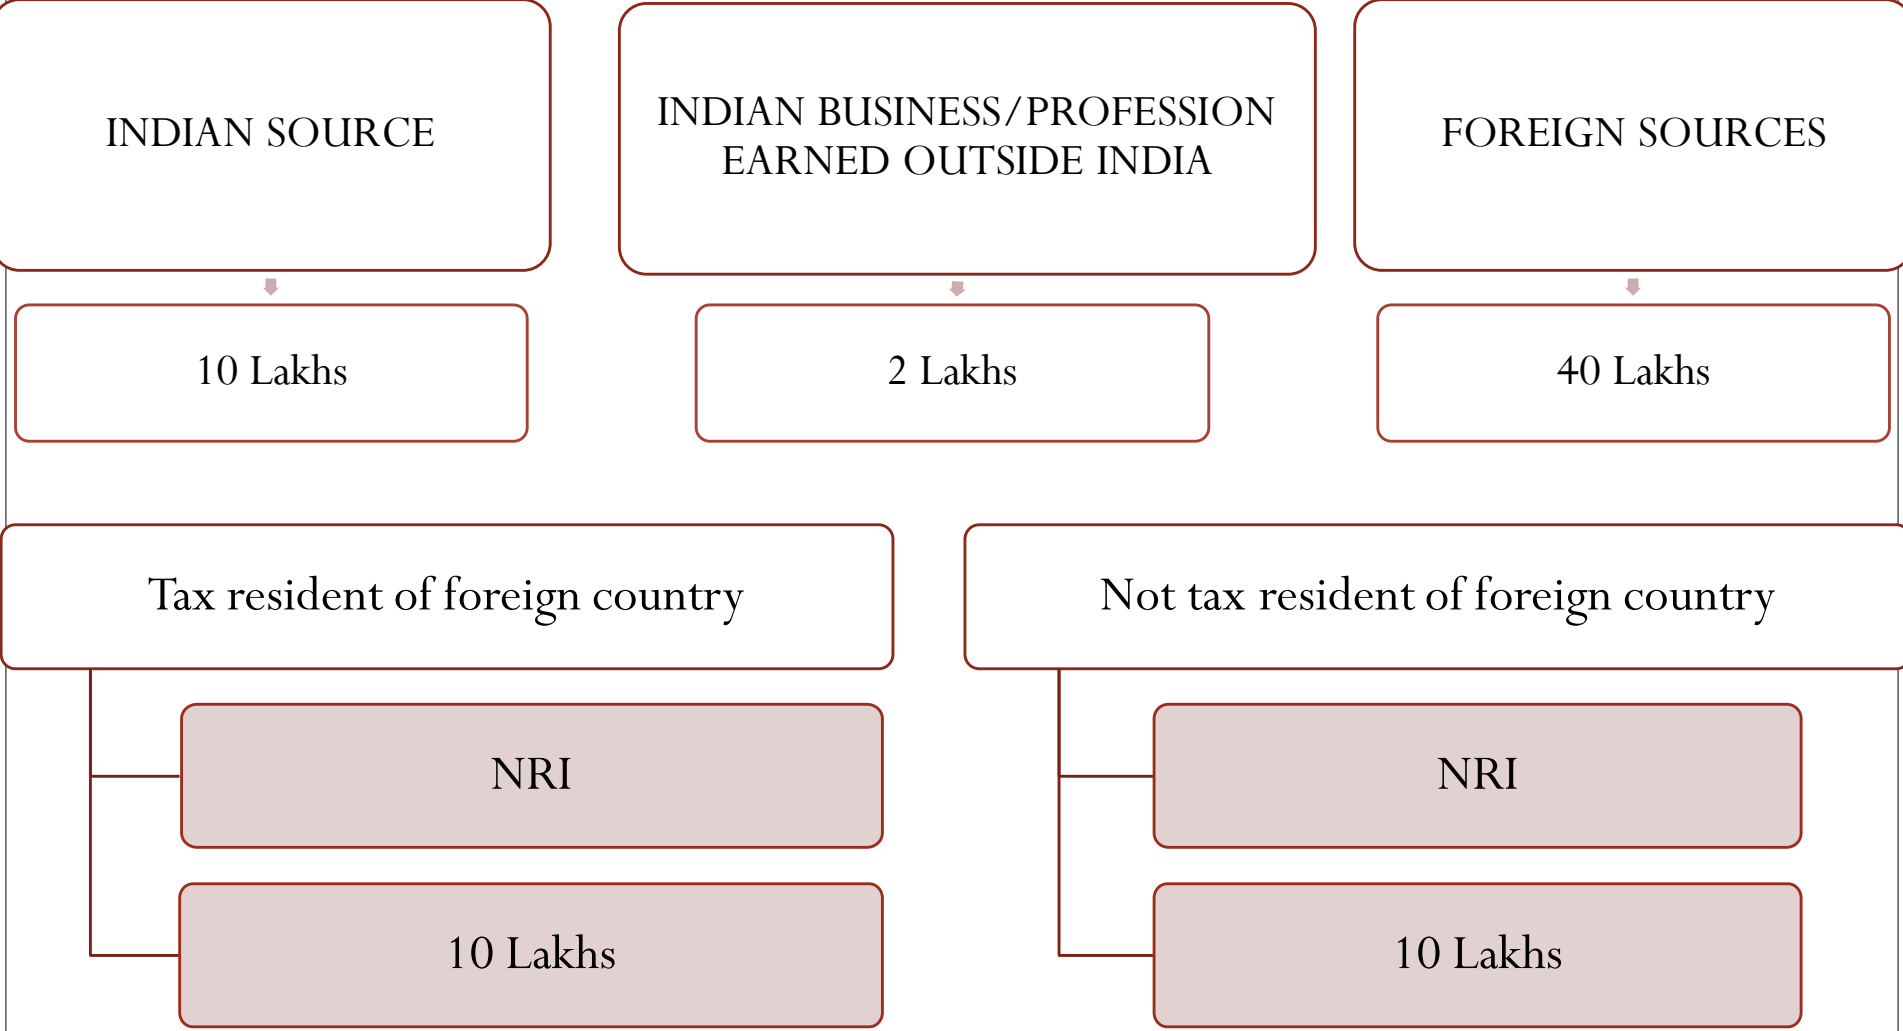 INDIAN SOURCE
INDIAN BUSINESS/PROFESSION
EARNED OUTSIDE INDIA
FOREIGN SOURCES
10 Lakhs
2 Lakhs
40 Lakhs
Tax resident of foreign country
Not tax resident of foreign country
NRI
NRI
10 Lakhs
10 Lakhs